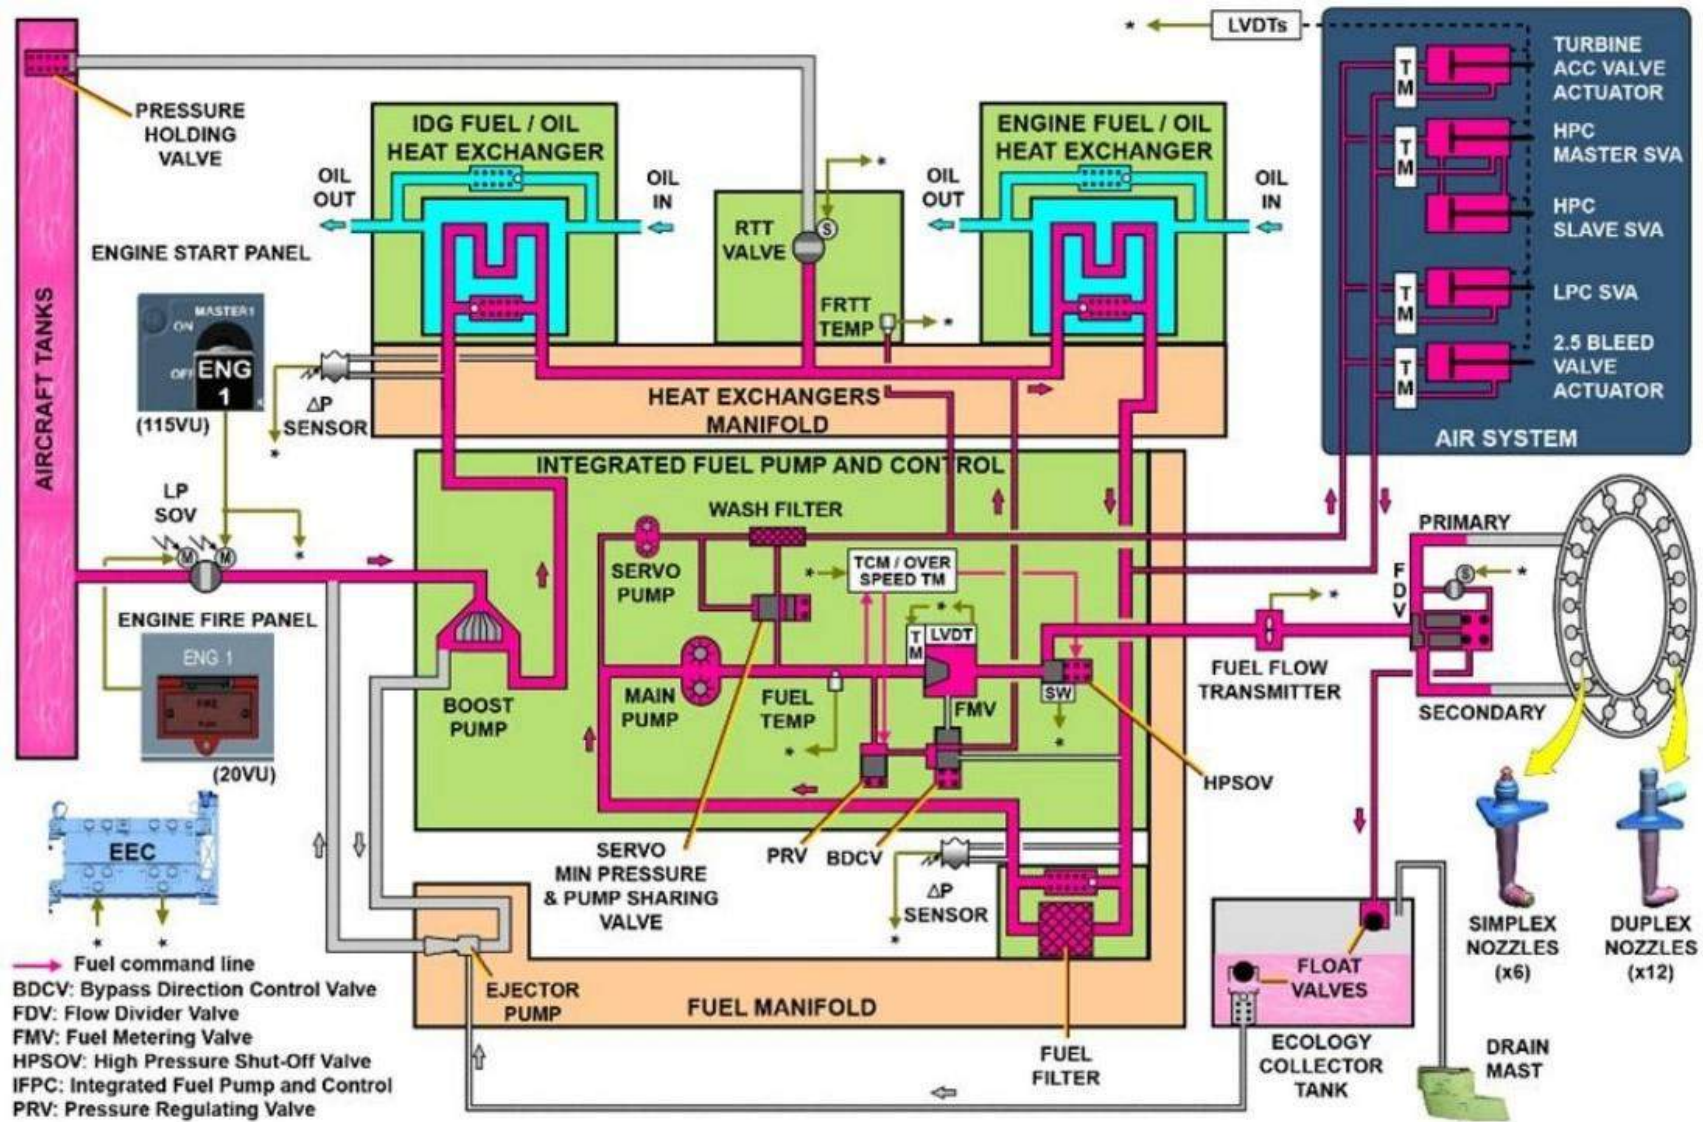 LVDTs
TURBINE
ACC VALVE
ACTUATOR
HPC
MASTER SVA
HPC
SLAVE SVA
LPC SVA
2.5 BLEED
VALVE
ACTUATOR
TM
TM
TM
TM
AIR SYSTEM
PRESSURE
HOLDING
VALVE
IDG FUEL / OIL
HEAT EXCHANGER
OIL
OUT
OIL
IN
RTT
VALVE
S
FRTT
TEMP
ENGINE FUEL / OIL
HEAT EXCHANGER
OIL
OUT
OIL
IN
AIRCRAFT TANKS
ENGINE START PANEL
MASTER1
ON
OFF
ENG
1
(115VU)
ΔP
SENSOR
HEAT EXCHANGERS
MANIFOLD
LP
SOV
M
M
ENGINE FIRE PANEL
ENG 1
FIRE
(20VU)
INTEGRATED FUEL PUMP AND CONTROL
WASH FILTER
SERVO
PUMP
TCM / OVER
SPEED TM
TM
LVDT
MAIN
PUMP
FUEL
TEMP
FMV
SW
BOOST
PUMP
HPSOV
FUEL FLOW
TRANSMITTER
PRIMARY
FDV
S
SECONDARY
SERVO
MIN PRESSURE
& PUMP SHARING
VALVE
PRV
BDCV
ΔP
SENSOR
EEC
EJECTOR
PUMP
FUEL MANIFOLD
FUEL
FILTER
FLOAT
VALVES
ECOLOGY
COLLECTOR
TANK
DRAIN
MAST
SIMPLEX
NOZZLES
(x6)
DUPLEX
NOZZLES
(x12)
Fuel command line
BDCV: Bypass Direction Control Valve
FDV: Flow Divider Valve
FMV: Fuel Metering Valve
HPSOV: High Pressure Shut-Off Valve
IFPC: Integrated Fuel Pump and Control
PRV: Pressure Regulating Valve